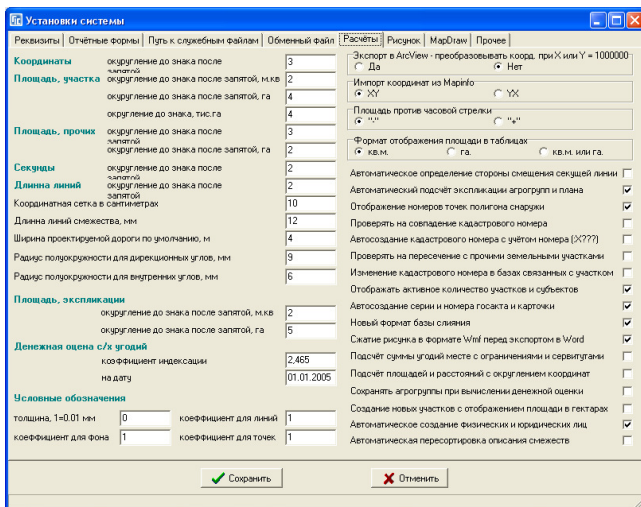 Установки системы
Реквизиты Отчётные формы Путь к служебным файлам Обменный файл Расчёты Рисунок MapDraw Прочее
Координаты округление до знака после запятой 3
Площадь, участка округление до знака после запятой, м.кв 2
округление до знака после запятой, га 4
округление до знака, тис.га 4
Площадь, прочих округление до знака после запятой 3
округление до знака после запятой, га 2
Секунды округление до знака после запятой 2
Длинна линий округление до знака после запятой 2
Координатная сетка в сантиметрах 10
Длинна линий смежества, мм 12
Ширина проектируемой дороги по умолчанию, м 4
Радиус полуокружности для дирекционных углов, мм 9
Радиус полуокружности для внутренних углов, мм 6
Площадь, экспликации
округление до знака после запятой, м.кв 2
округление до знака после запятой, га 5
Денежная оцена с/х угодий
коэффициент индексации 2,465
на дату 01.01.2005
Условные обозначения
толщина, 1=0.01 мм 0 коеффициент для линий 1
коеффициент для фона 1 коеффициент для точек 1
Экспорт в ArcView - преобразовывать коорд. при X или Y = 1000000
Да Нет
Импорт координат из Mapinfo
XY YX
Площадь против часовой стрелки
"-" "+"
Формат отображения площади в таблицах
кв.м. га. кв.м. или га.
Автоматическое определение стороны смещения секущей линии
Автоматический подсчёт экспликации агрогрупп и плана
Отображение номеров точек полигона снаружи
Проверять на совпадение кадастрового номера
Автосоздание кадастрового номера с учётом номера (:X???)
Проверять на пересечение с прочими земельными участками
Изменение кадастрового номера в базах связанных с участком
Отображать активное количество участков и субъектов
Автосоздание серии и номера госакта и карточки
Новый формат базы слияния
Сжатие рисунка в формате Wmf перед экспортом в Word
Подсчёт суммы угодий месте с ограничениями и сервитутами
Подсчёт площадей и расстояний с округлением координат
Сохранять агрогруппы при вычислении денежной оценки
Создание новых участков с отображением площади в гектарах
Автоматическое создание физических и юридических лиц
Автоматическая пересортировка описания смежеств
Сохранить Отменить